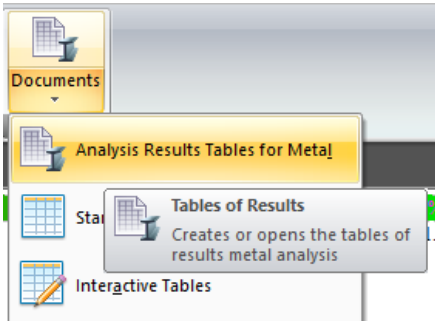 Documents
Analysis Results Tables for Metal
Tables of Results
Creates or opens the tables of
results metal analysis
Interactive Tables